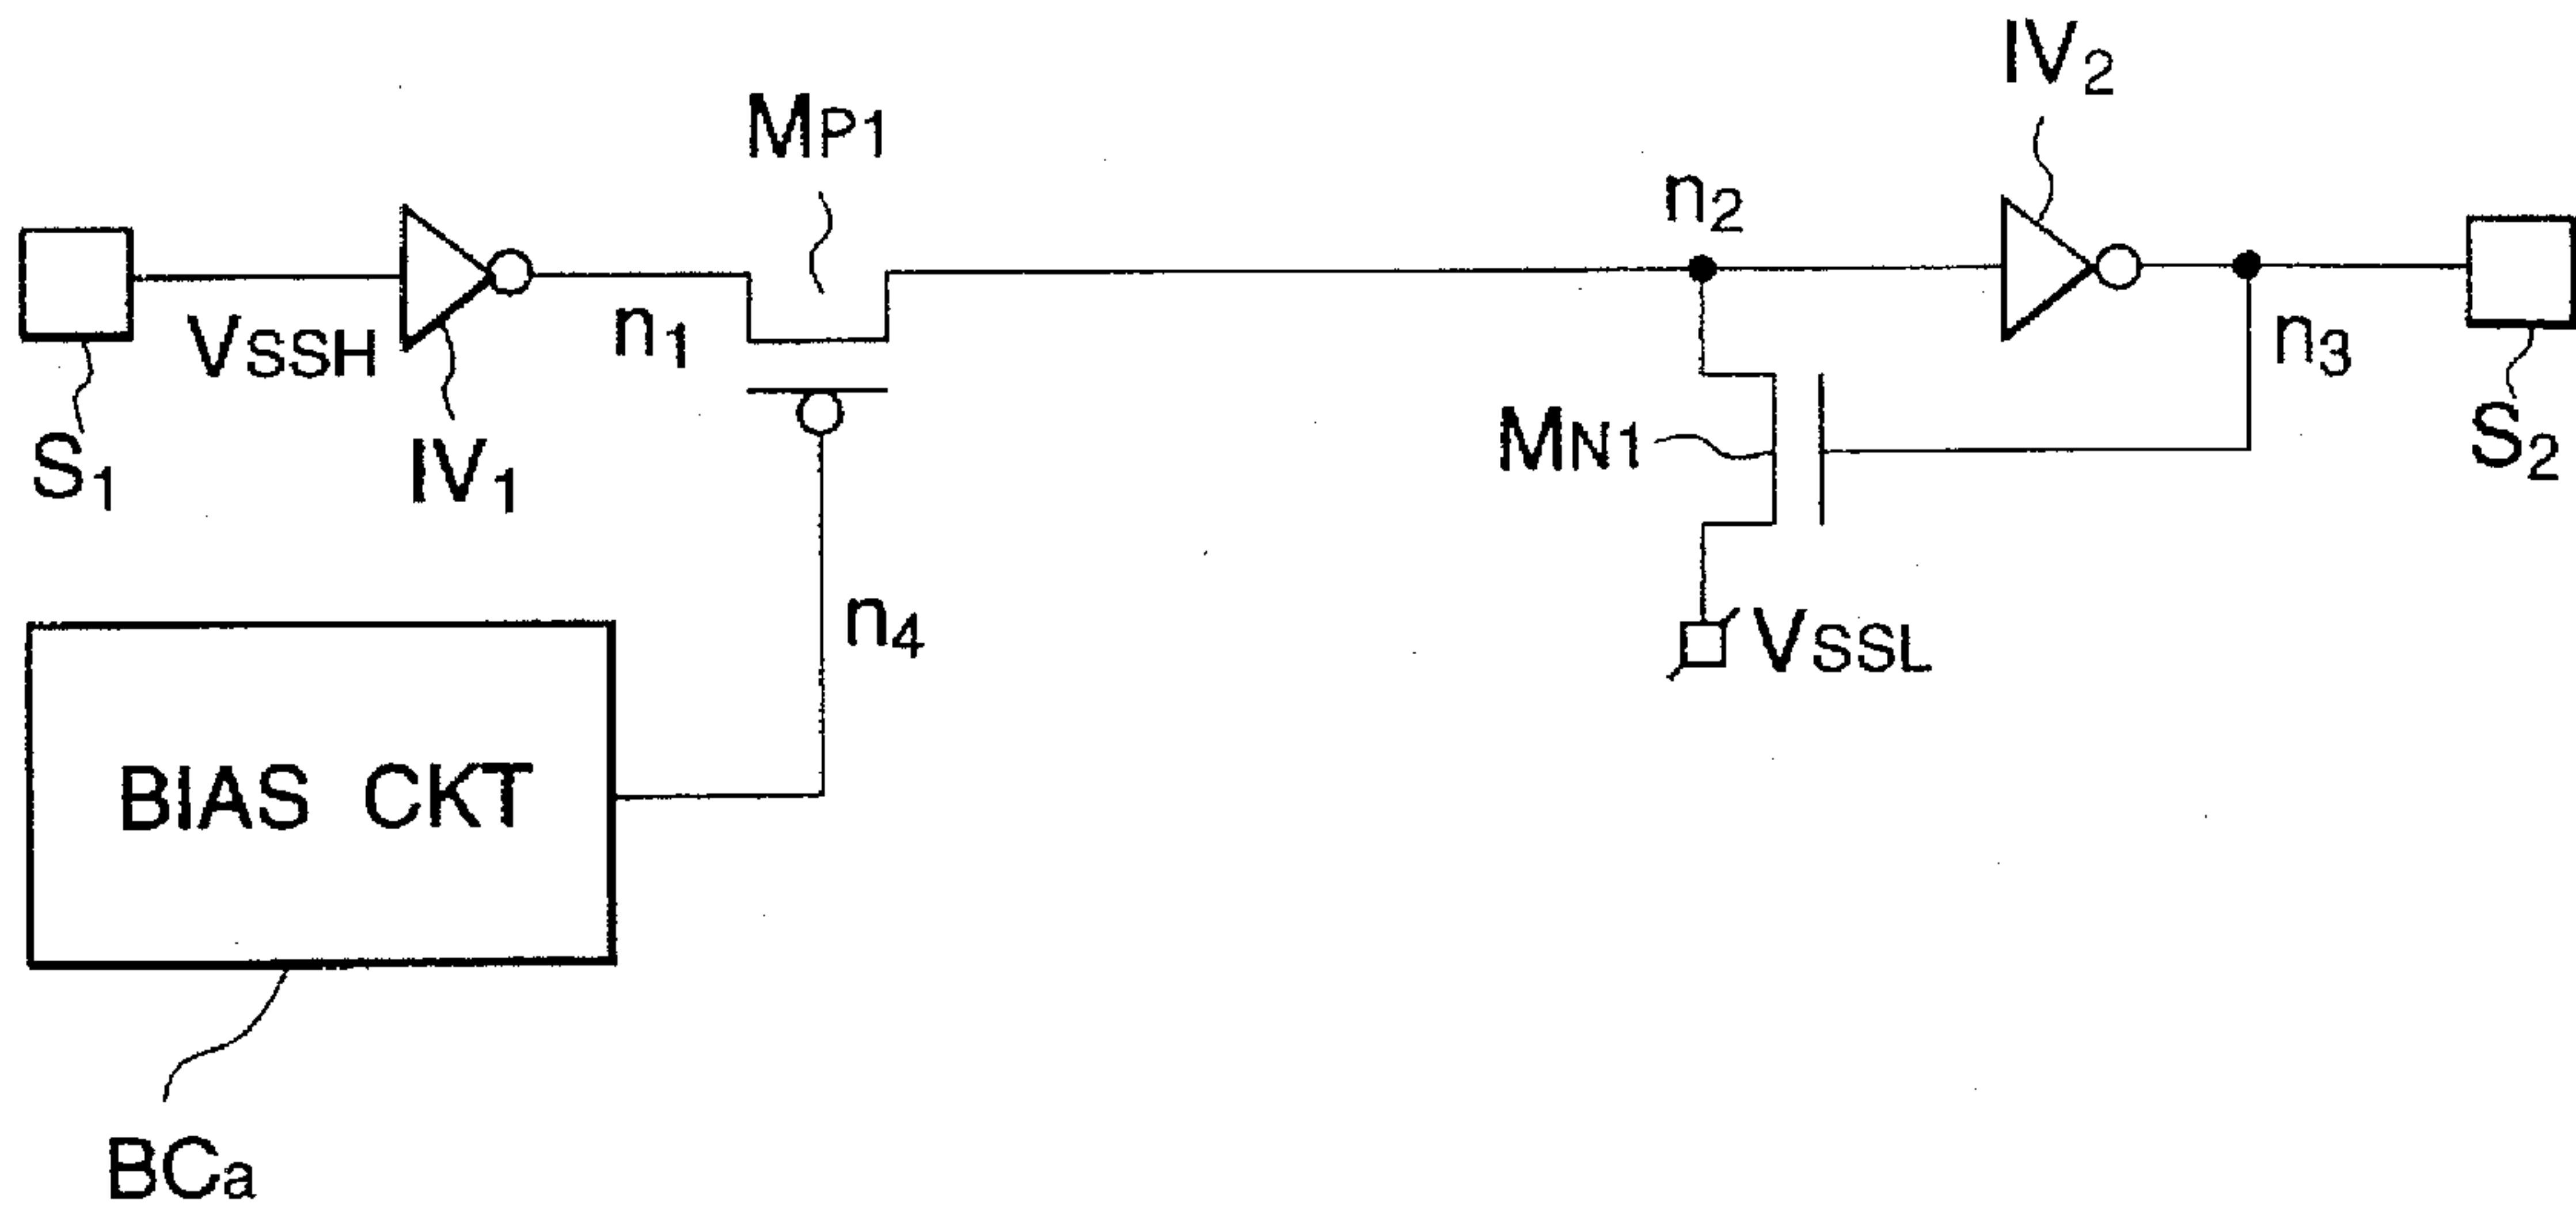 IV2
MP1
n2
VSSH
n1
n3
S1
IV1
MN1
S2
n4
VSSL
BIAS CKT
BCa